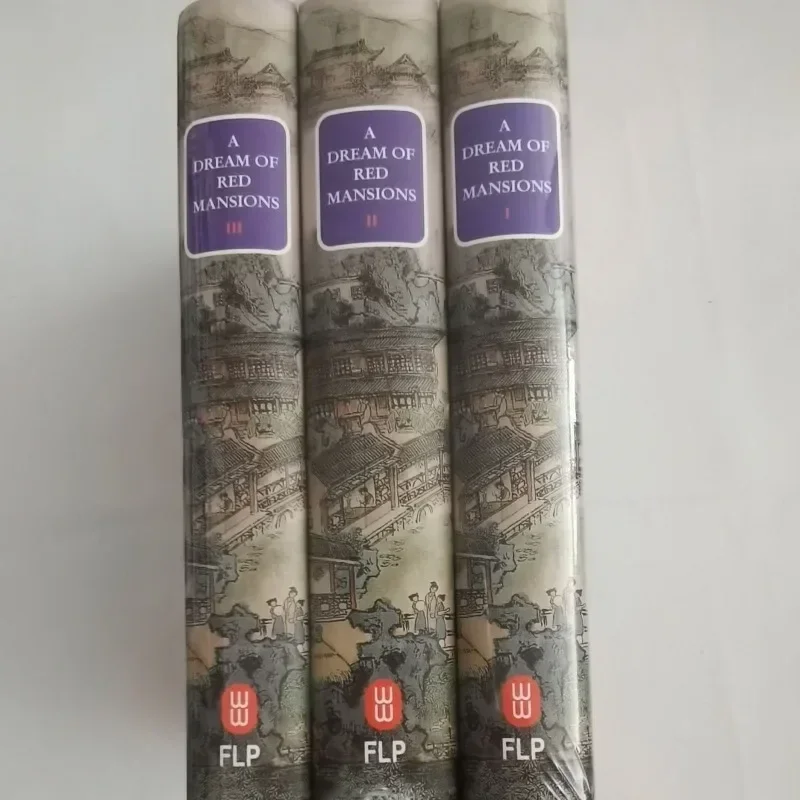 A
DREAM OF
RED
MANSIONS
III
FLP
A
DREAM OF
RED
MANSIONS
II
FLP
A
DREAM OF
RED
MANSIONS
I
FLP